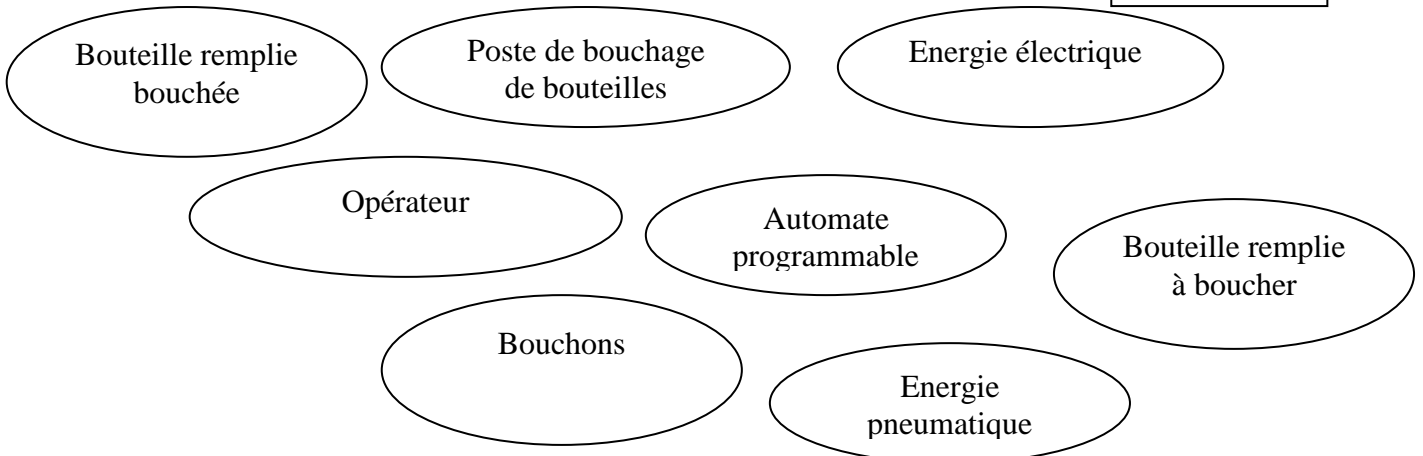 Bouteille remplie
bouchée
Poste de bouchage
de bouteilles
Energie électrique
Opérateur
Automate
programmable
Bouteille remplie
à boucher
Bouchons
Energie
pneumatique